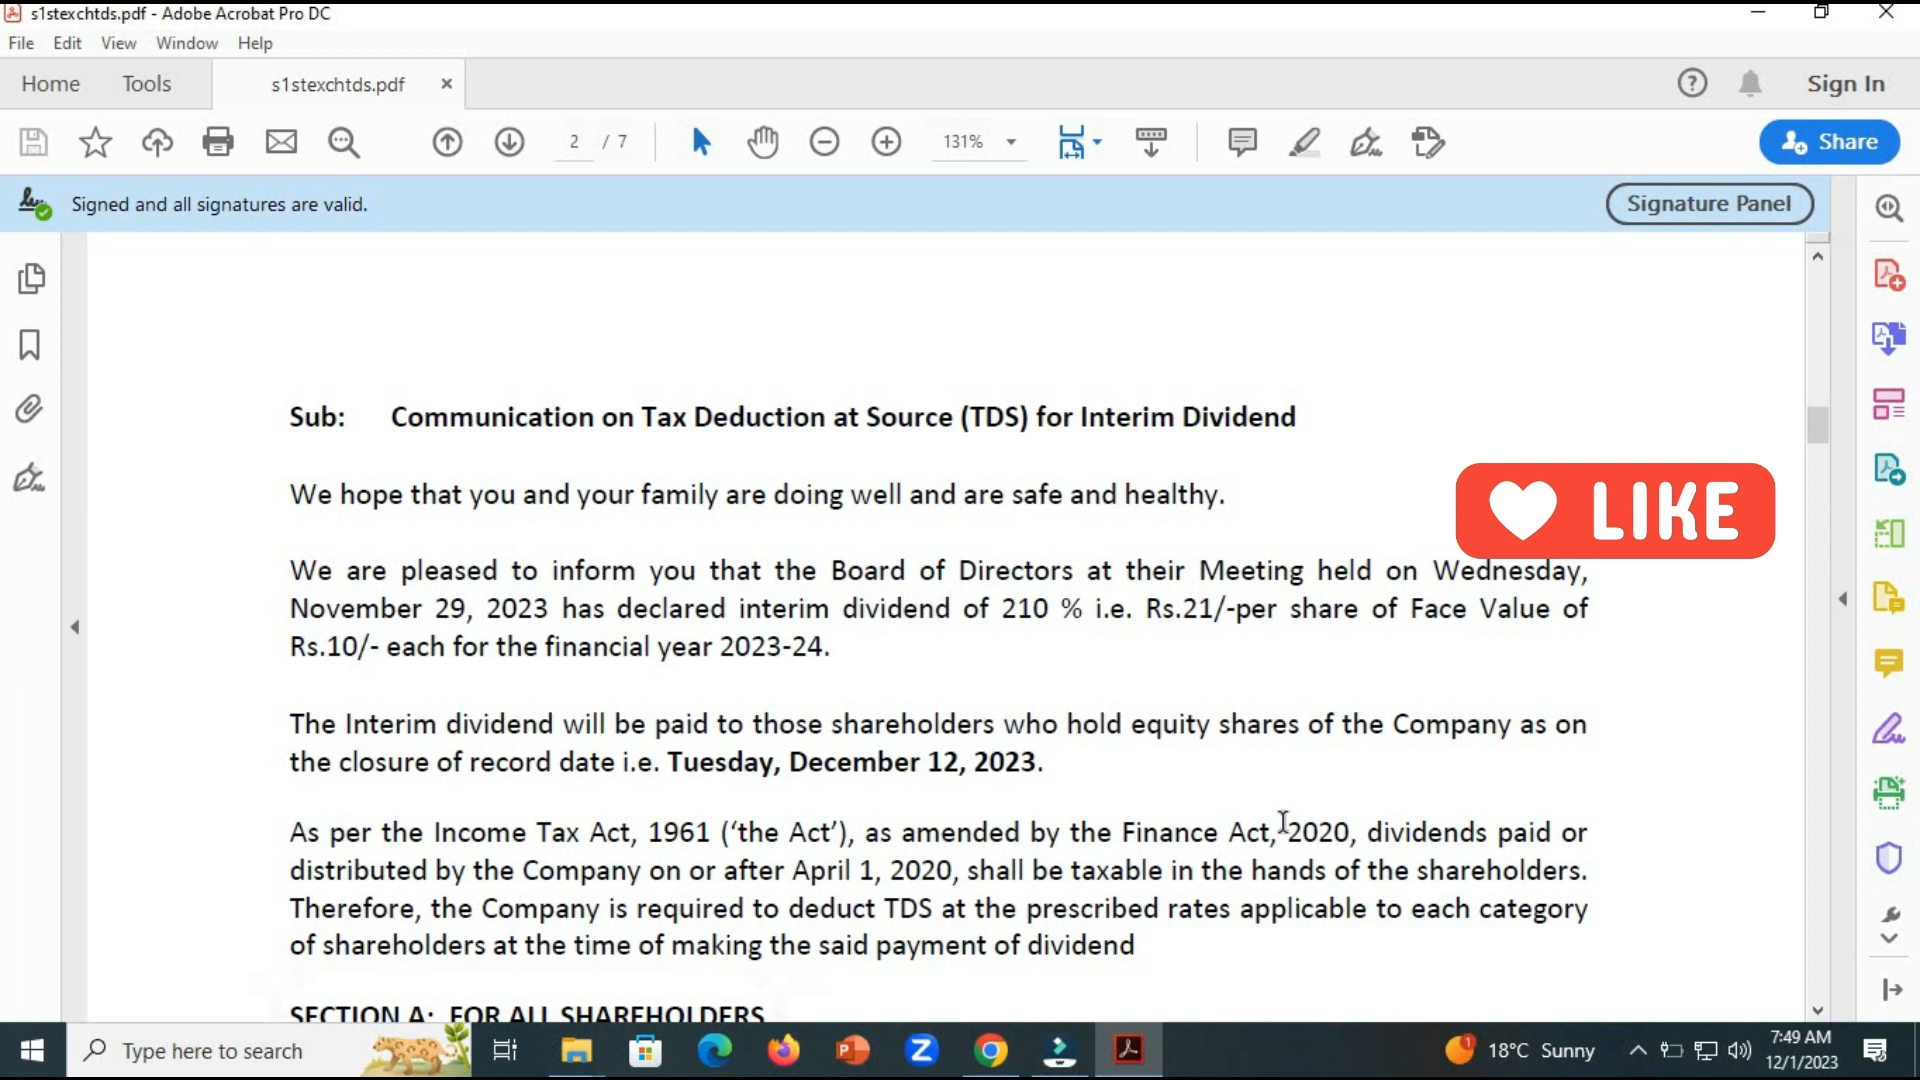 s1stexchtds.pdf - Adobe Acrobat Pro DC
File Edit View Window Help
Home Tools s1stexchtds.pdf × Sign In
2 / 7 131% Share
Signed and all signatures are valid. Signature Panel
Sub: Communication on Tax Deduction at Source (TDS) for Interim Dividend
We hope that you and your family are doing well and are safe and healthy.
LIKE
We are pleased to inform you that the Board of Directors at their Meeting held on Wednesday,
November 29, 2023 has declared interim dividend of 210 % i.e. Rs.21/-per share of Face Value of
Rs.10/- each for the financial year 2023-24.
The Interim dividend will be paid to those shareholders who hold equity shares of the Company as on
the closure of record date i.e. Tuesday, December 12, 2023.
As per the Income Tax Act, 1961 (‘the Act’), as amended by the Finance Act, 2020, dividends paid or
distributed by the Company on or after April 1, 2020, shall be taxable in the hands of the shareholders.
Therefore, the Company is required to deduct TDS at the prescribed rates applicable to each category
of shareholders at the time of making the said payment of dividend
SECTION A: FOR ALL SHAREHOLDERS
Type here to search 18°C Sunny 7:49 AM
12/1/2023